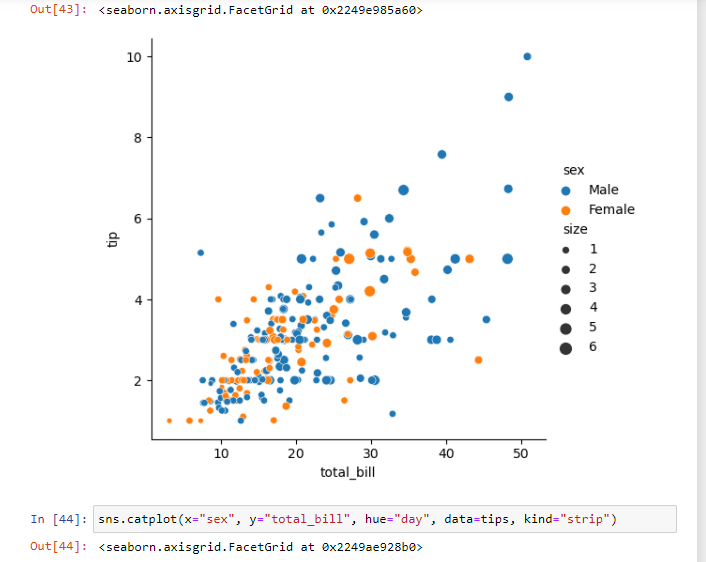 Out[43]: <seaborn.axisgrid.FacetGrid at 0x2249e985a60>
10
8
6
4
2
tip
10 20 30 40 50
total_bill
sex
Male
Female
size
1
2
3
4
5
6
In [44]: sns.catplot(x="sex", y="total_bill", hue="day", data=tips, kind="strip")
Out[44]: <seaborn.axisgrid.FacetGrid at 0x2249ae928b0>